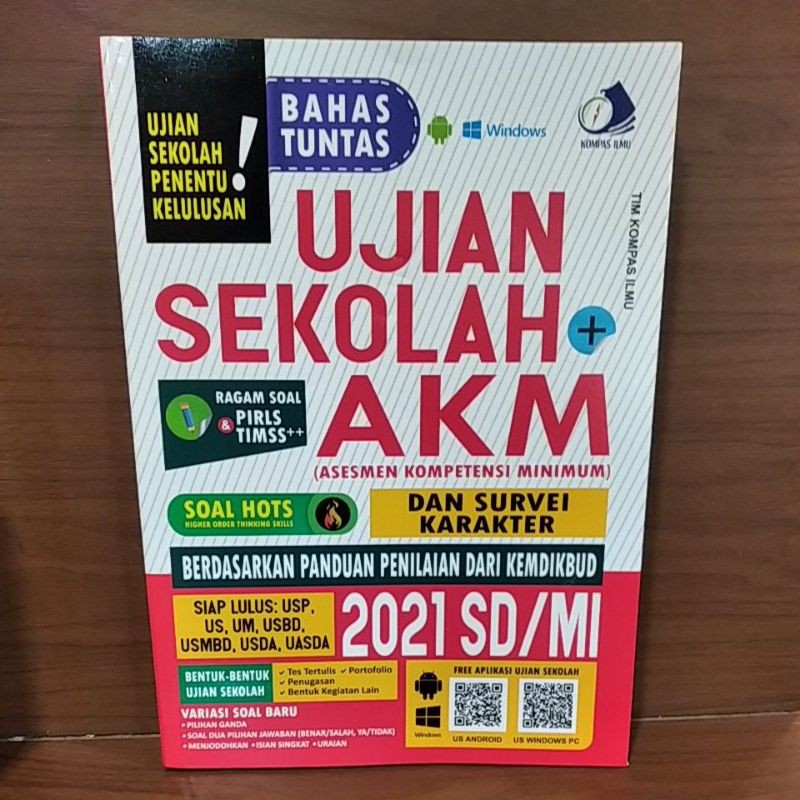 UJIAN
SEKOLAH
PENENTU
KELULUSAN
!
BAHAS
TUNTAS
Windows
KOMPAS ILMU
TIM KOMPAS ILMU
UJIAN
SEKOLAH +
AKM
(ASESMEN KOMPETENSI MINIMUM)
RAGAM SOAL
& PIRLS
TIMSS++
SOAL HOTS
HIGHER ORDER THINKING SKILLS
DAN SURVEI
KARAKTER
BERDASARKAN PANDUAN PENILAIAN DARI KEMDIKBUD
SIAP LULUS: USP,
US, UM, USBD,
USMBD, USDA, UASDA
2021 SD/MI
BENTUK-BENTUK
UJIAN SEKOLAH
✓ Tes Tertulis ✓ Portofolio
✓ Penugasan
✓ Bentuk Kegiatan Lain
VARIASI SOAL BARU
• PILIHAN GANDA
• SOAL DUA PILIHAN JAWABAN (BENAR/SALAH, YA/TIDAK)
• MENJODOHKAN • ISIAN SINGKAT • URAIAN
FREE APLIKASI UJIAN SEKOLAH
Windows
US ANDROID
US WINDOWS PC